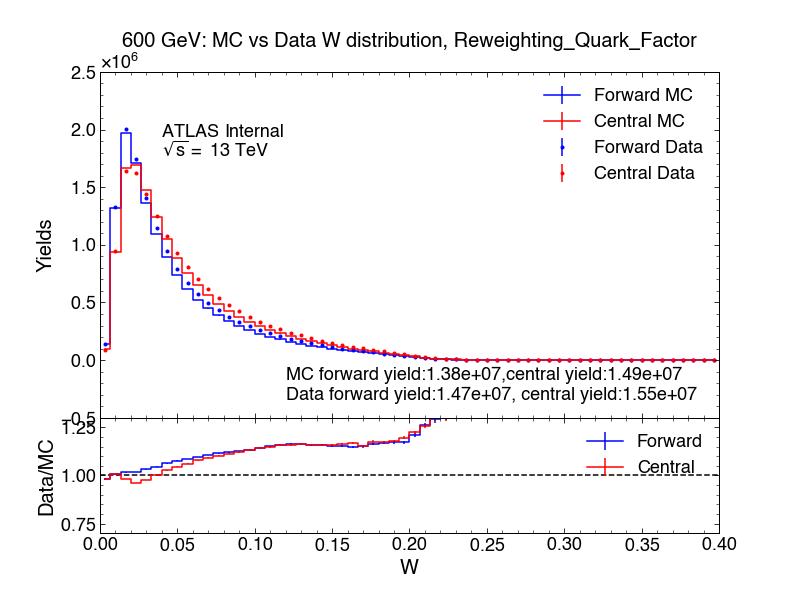 600 GeV: MC vs Data W distribution, Reweighting_Quark_Factor
×10⁶
2.5
2.0
1.5
1.0
0.5
0.0
-0.5
Yields
ATLAS Internal
√s = 13 TeV
Forward MC
Central MC
Forward Data
Central Data
MC forward yield:1.38e+07,central yield:1.49e+07
Data forward yield:1.47e+07, central yield:1.55e+07
1.25
1.00
0.75
Data/MC
Forward
Central
0.00 0.05 0.10 0.15 0.20 0.25 0.30 0.35 0.40
W